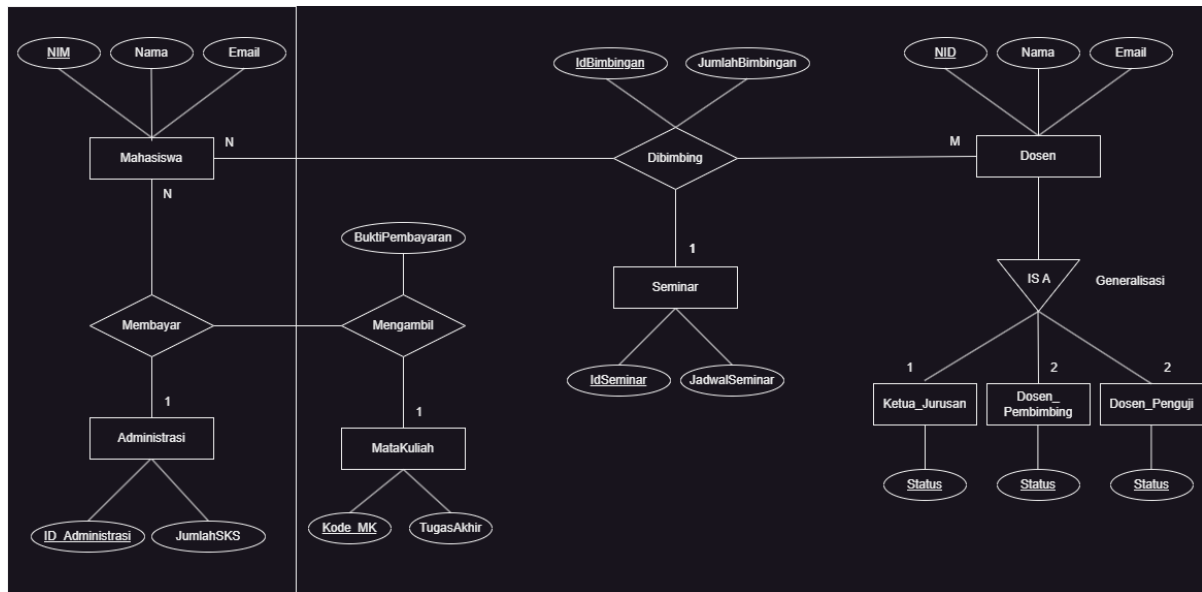 NIM
Nama
Email
IdBimbingan
JumlahBimbingan
NID
Nama
Email
Mahasiswa
N
Dibimbing
M
Dosen
N
BuktiPembayaran
1
Seminar
IS A
Generalisasi
Membayar
Mengambil
IdSeminar
JadwalSeminar
1
2
2
1
1
Ketua_Jurusan
Dosen_
Pembimbing
Dosen_Penguji
Administrasi
MataKuliah
Status
Status
Status
ID_Administrasi
JumlahSKS
Kode_MK
TugasAkhir